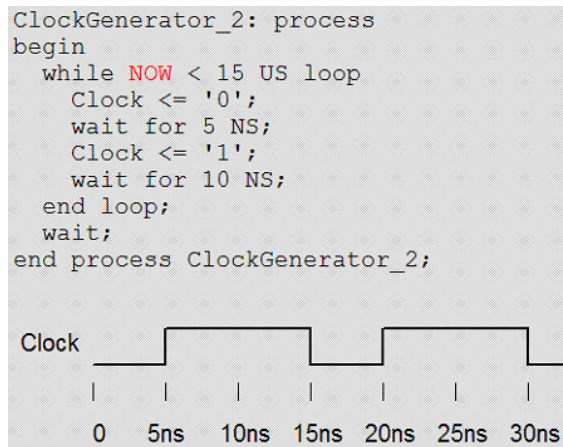 ClockGenerator_2: process
begin
while NOW < 15 US loop
Clock <= '0';
wait for 5 NS;
Clock <= '1';
wait for 10 NS;
end loop;
wait;
end process ClockGenerator_2;
Clock
0 5ns 10ns 15ns 20ns 25ns 30ns